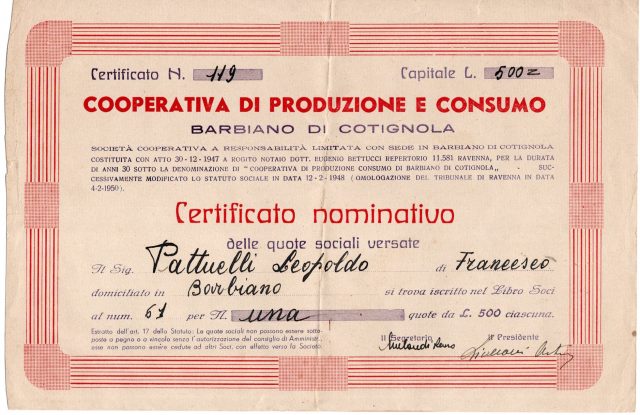 Certificato N. 119 Capitale L. 500=
COOPERATIVA DI PRODUZIONE E CONSUMO
BARBIANO DI COTIGNOLA
SOCIETÀ COOPERATIVA A RESPONSABILITÀ LIMITATA CON SEDE IN BARBIANO DI COTIGNOLA
COSTITUITA CON ATTO 30-12-1947 A ROGITO NOTAIO DOTT. EUGENIO BETTUCCI REPERTORIO 11.581 RAVENNA, PER LA DURATA
DI ANNI 30 SOTTO LA DENOMINAZIONE DI "COOPERATIVA DI PRODUZIONE CONSUMO DI BARBIANO DI COTIGNOLA„ SUC-
CESSIVAMENTE MODIFICATO LO STATUTO SOCIALE IN DATA 12-2-1948 (OMOLOGAZIONE DEL TRIBUNALE DI RAVENNA IN DATA
4-2-1950).
Certificato nominativo
delle quote sociali versate
Il Sig. Pattuelli Leopoldo di Francesco
domiciliato in Barbiano si trova iscritto nel Libro Soci
al num. 61 per N. una quote da L. 500 ciascuna.
Estratto dell'art. 17 dello Statuto: Le quote sociali non possono essere sotto-
poste a pegno o a vincolo senza l'autorizzazione del consiglio di Amministr.
esse non possono essere cedute ad altri Soci, con effetto verso la Società.
Il Segretario Il Presidente